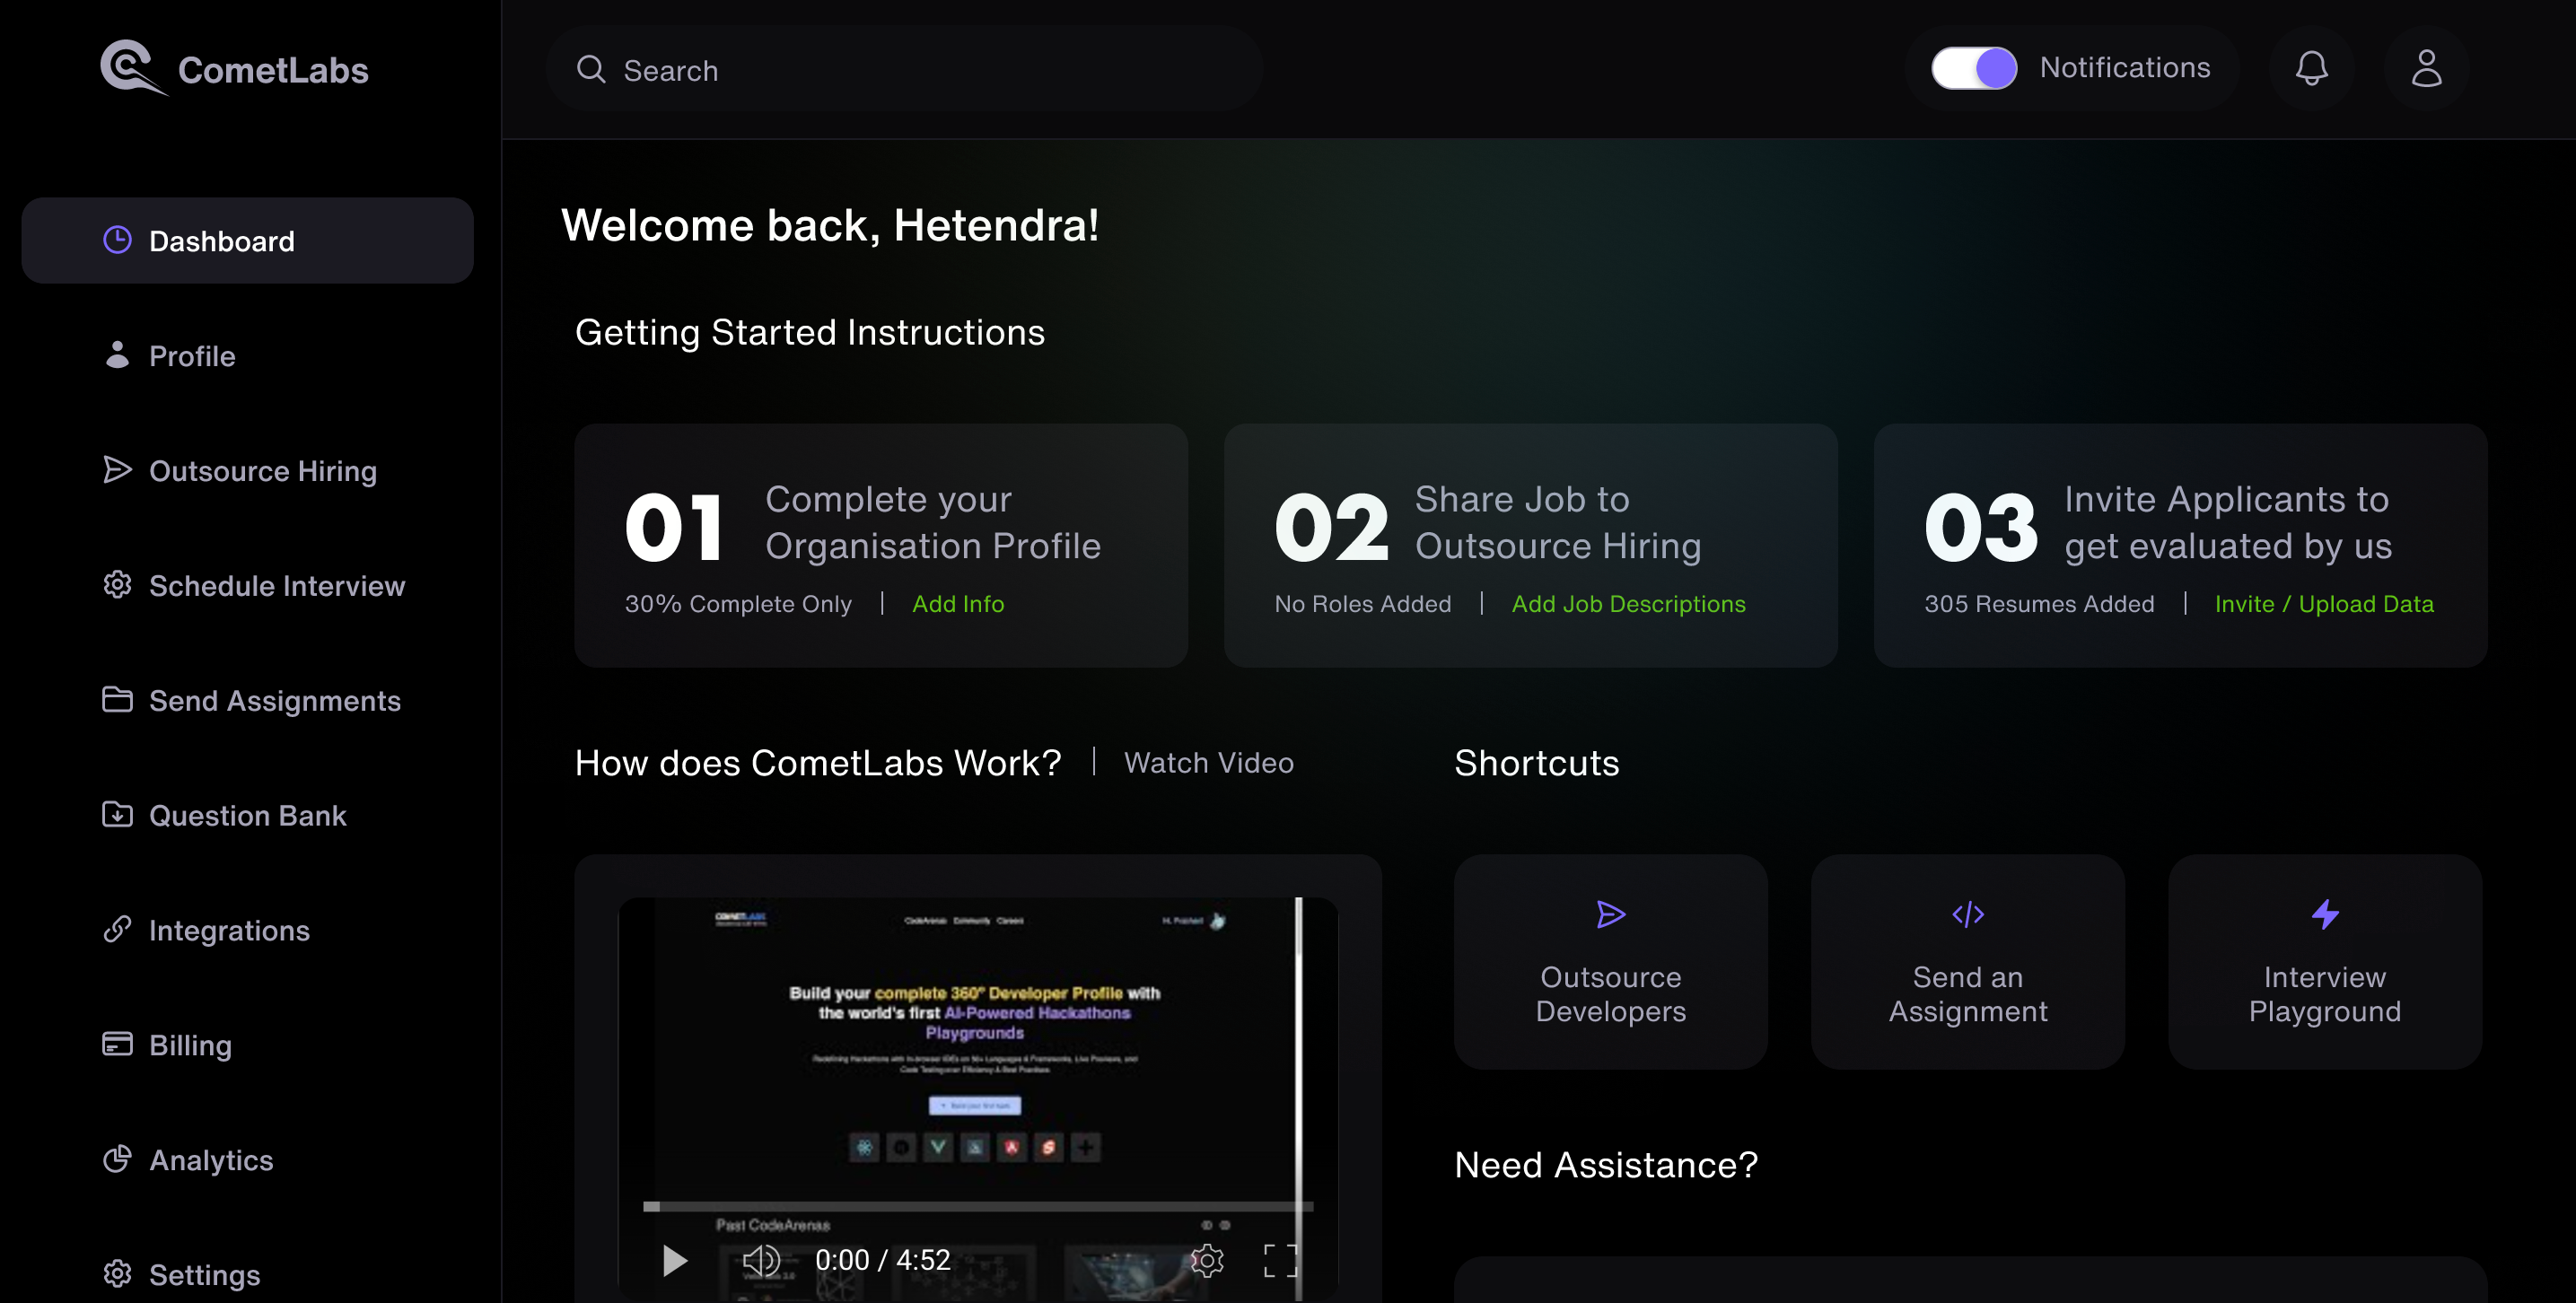 CometLabs
Search
Notifications
Dashboard
Profile
Outsource Hiring
Schedule Interview
Send Assignments
Question Bank
Integrations
Billing
Analytics
Settings
Welcome back, Hetendra!
Getting Started Instructions
01
Complete your
Organisation Profile
30% Complete Only | Add Info
02
Share Job to
Outsource Hiring
No Roles Added | Add Job Descriptions
03
Invite Applicants to
get evaluated by us
305 Resumes Added | Invite / Upload Data
How does CometLabs Work? | Watch Video
COMETLABS
CodeArenas Community Careers
Build your complete 360° Developer Profile with
the world's first AI-Powered Hackathons
Playgrounds
Past CodeArenas
0:00 / 4:52
Shortcuts
Outsource
Developers
Send an
Assignment
Interview
Playground
Need Assistance?